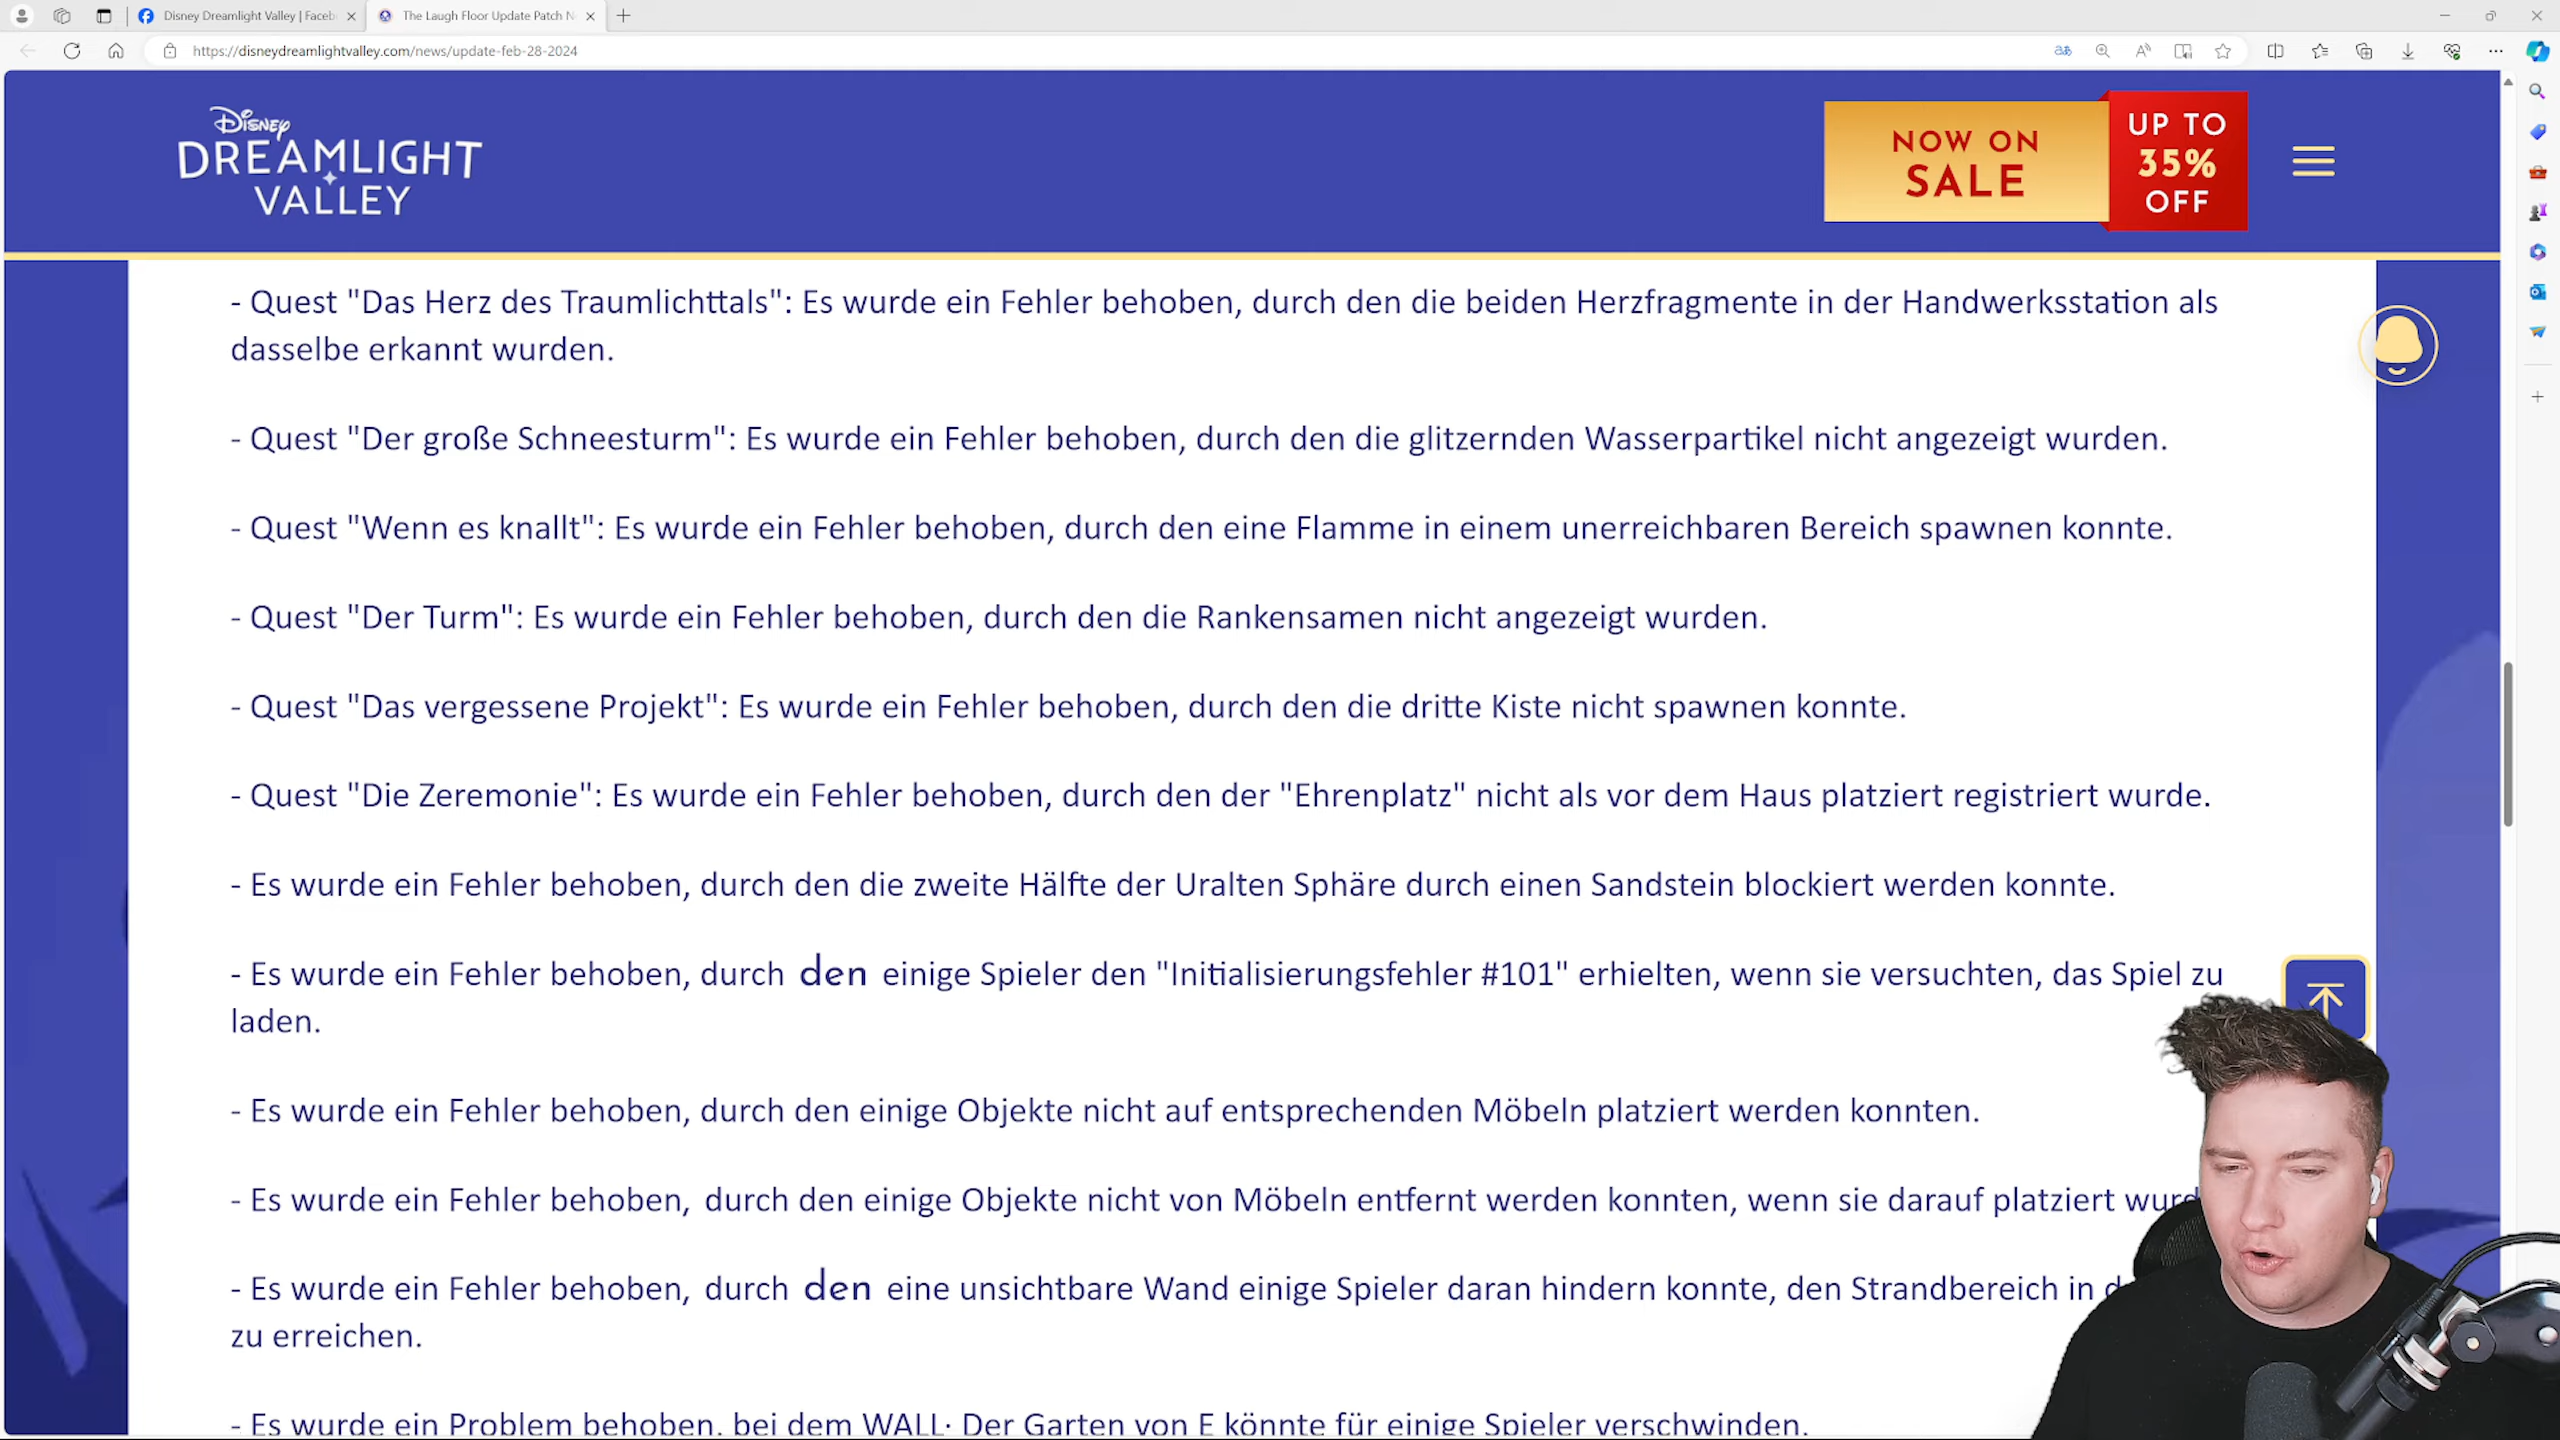 Disney Dreamlight Valley | Faceb
The Laugh Floor Update Patch N
https://disneydreamlightvalley.com/news/update-feb-28-2024
Disney
DREAMLIGHT
VALLEY
NOW ON
SALE
UP TO
35%
OFF
- Quest "Das Herz des Traumlichttals": Es wurde ein Fehler behoben, durch den die beiden Herzfragmente in der Handwerksstation als
dasselbe erkannt wurden.
- Quest "Der große Schneesturm": Es wurde ein Fehler behoben, durch den die glitzernden Wasserpartikel nicht angezeigt wurden.
- Quest "Wenn es knallt": Es wurde ein Fehler behoben, durch den eine Flamme in einem unerreichbaren Bereich spawnen konnte.
- Quest "Der Turm": Es wurde ein Fehler behoben, durch den die Rankensamen nicht angezeigt wurden.
- Quest "Das vergessene Projekt": Es wurde ein Fehler behoben, durch den die dritte Kiste nicht spawnen konnte.
- Quest "Die Zeremonie": Es wurde ein Fehler behoben, durch den der "Ehrenplatz" nicht als vor dem Haus platziert registriert wurde.
- Es wurde ein Fehler behoben, durch den die zweite Hälfte der Uralten Sphäre durch einen Sandstein blockiert werden konnte.
- Es wurde ein Fehler behoben, durch den einige Spieler den "Initialisierungsfehler #101" erhielten, wenn sie versuchten, das Spiel zu
laden.
- Es wurde ein Fehler behoben, durch den einige Objekte nicht auf entsprechenden Möbeln platziert werden konnten.
- Es wurde ein Fehler behoben, durch den einige Objekte nicht von Möbeln entfernt werden konnten, wenn sie darauf platziert wurd
- Es wurde ein Fehler behoben, durch den eine unsichtbare Wand einige Spieler daran hindern konnte, den Strandbereich in
zu erreichen.
- Es wurde ein Problem behoben, bei dem WALL· Der Garten von E könnte für einige Spieler verschwinden.